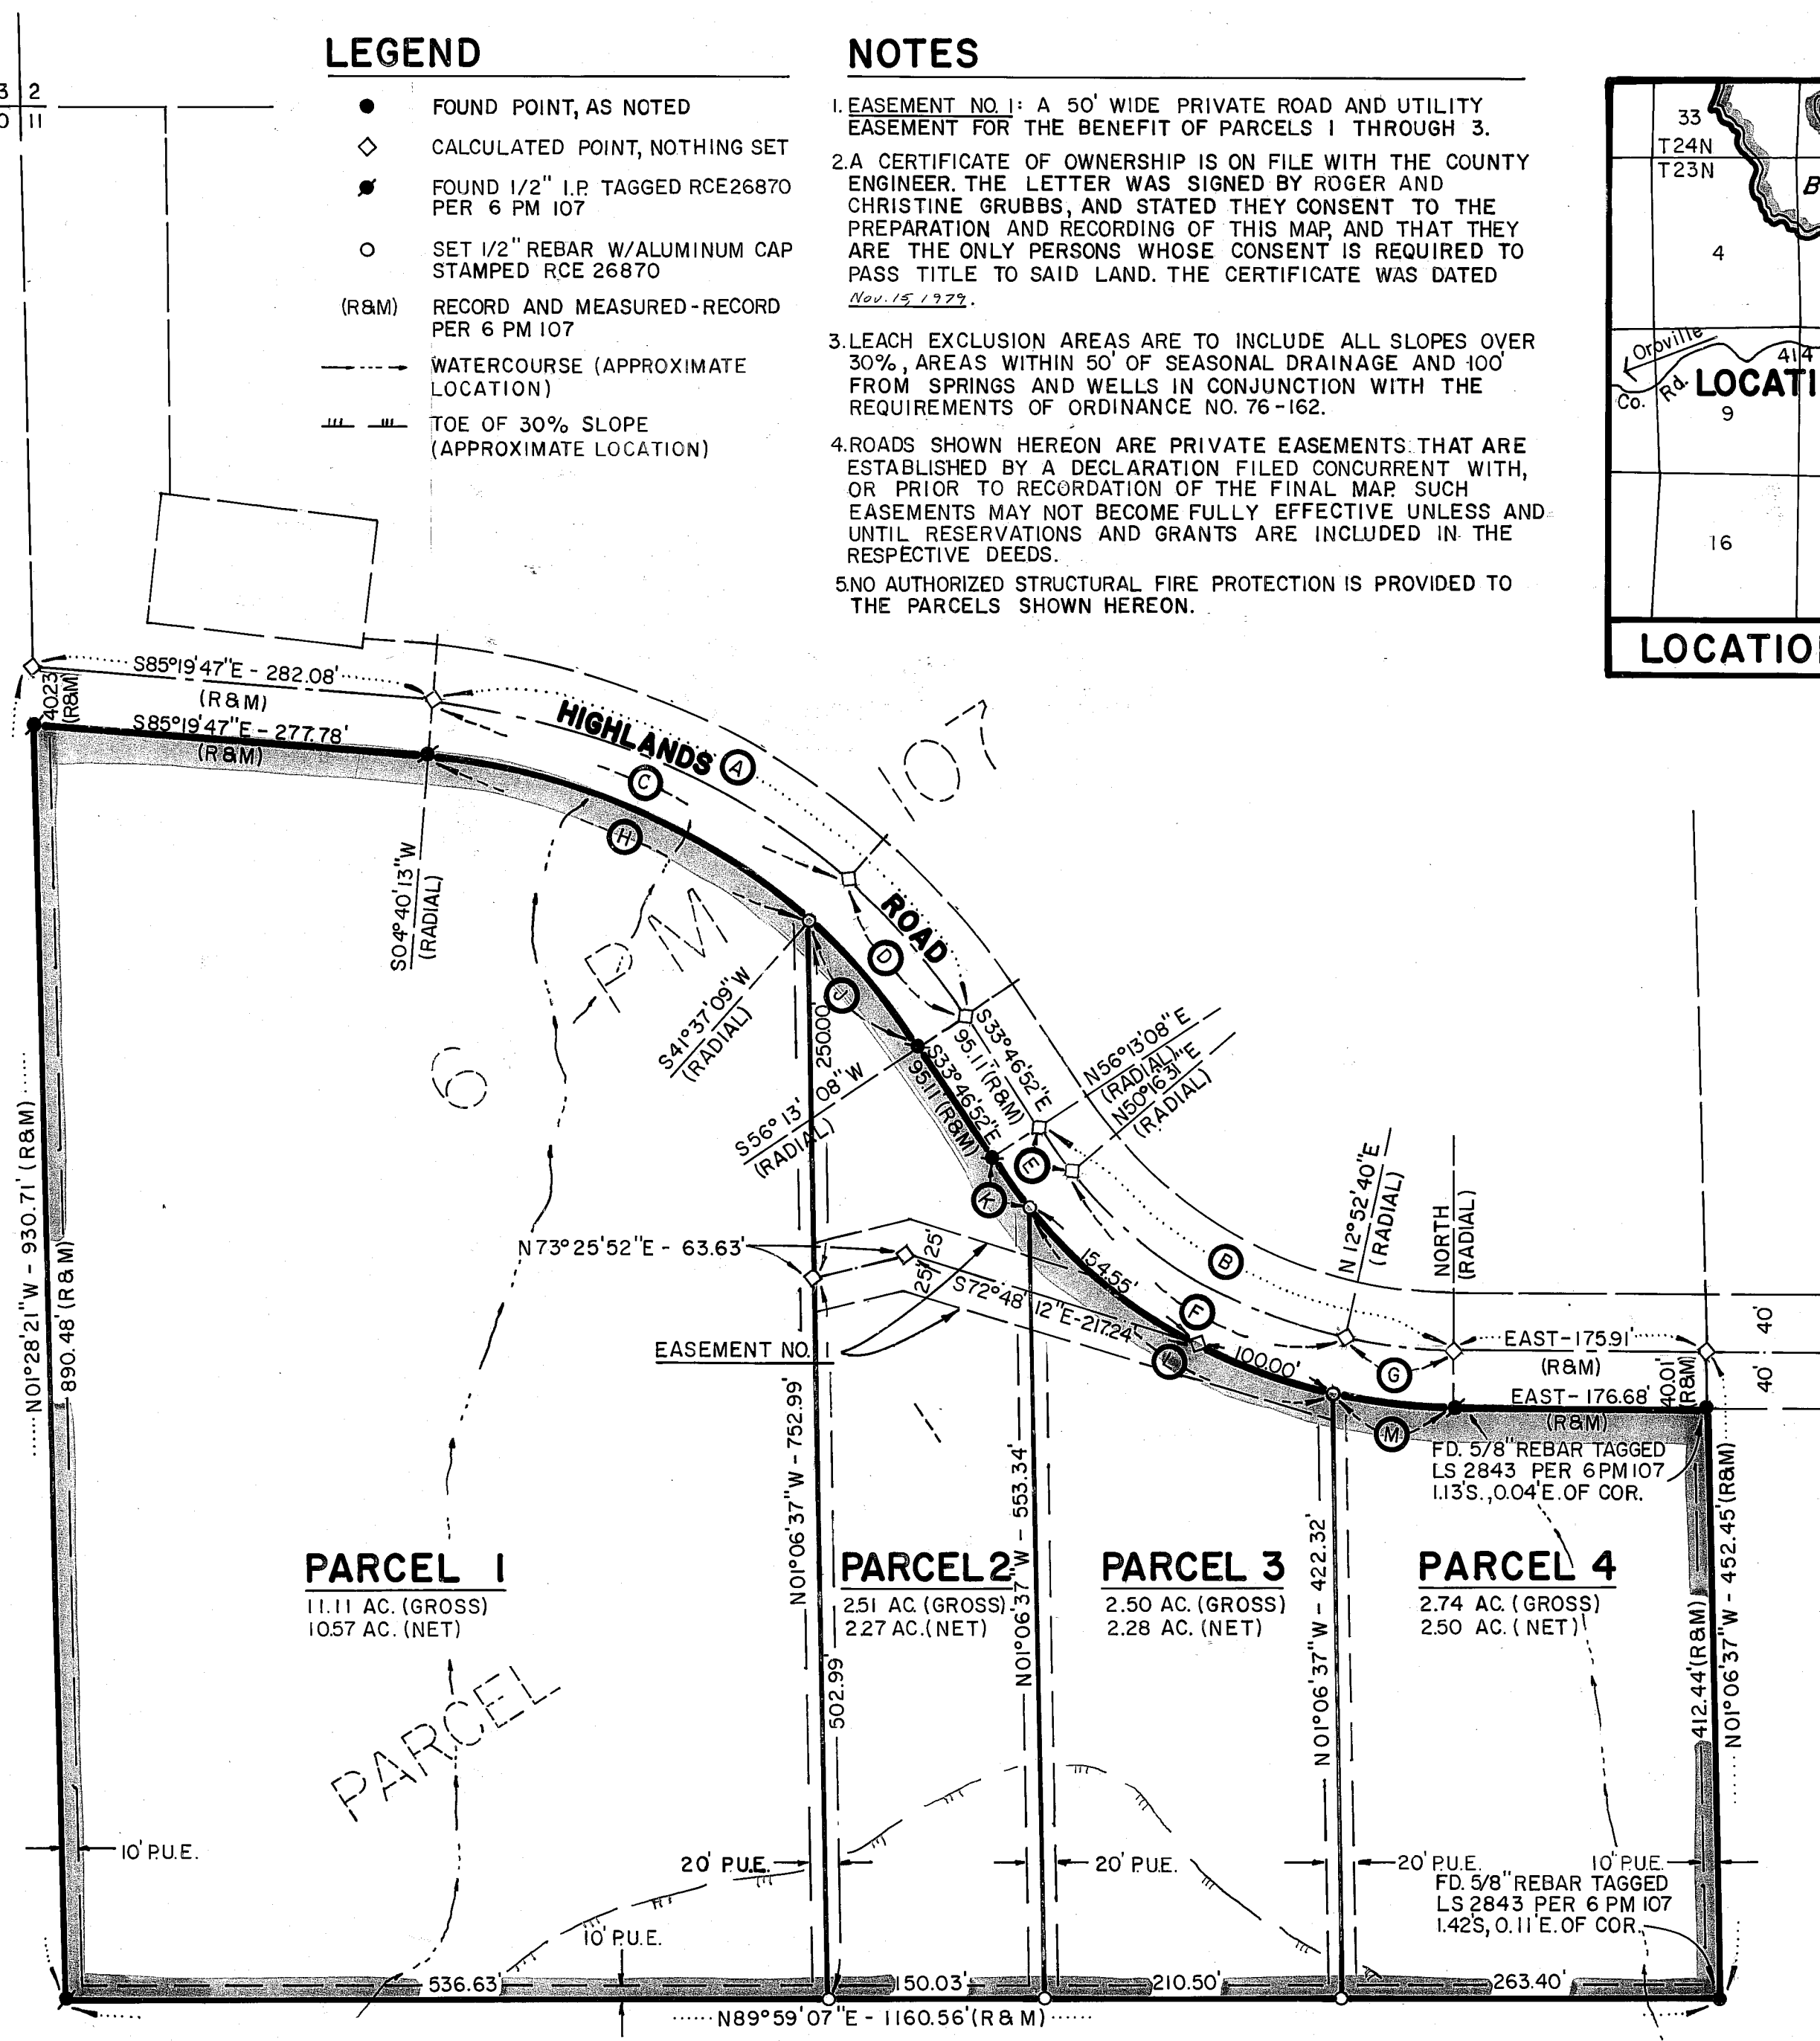 LEGEND
FOUND POINT, AS NOTED
CALCULATED POINT, NOTHING SET
FOUND 1/2" I.P. TAGGED RCE26870
PER 6 PM 107
SET 1/2" REBAR W/ALUMINUM CAP
STAMPED RCE 26870
(R&M) RECORD AND MEASURED-RECORD
PER 6 PM 107
WATERCOURSE (APPROXIMATE
LOCATION)
TOE OF 30% SLOPE
(APPROXIMATE LOCATION)
NOTES
1. EASEMENT NO. 1: A 50' WIDE PRIVATE ROAD AND UTILITY
EASEMENT FOR THE BENEFIT OF PARCELS 1 THROUGH 3.
2.A CERTIFICATE OF OWNERSHIP IS ON FILE WITH THE COUNTY
ENGINEER. THE LETTER WAS SIGNED BY ROGER AND
CHRISTINE GRUBBS, AND STATED THEY CONSENT TO THE
PREPARATION AND RECORDING OF THIS MAP, AND THAT THEY
ARE THE ONLY PERSONS WHOSE CONSENT IS REQUIRED TO
PASS TITLE TO SAID LAND. THE CERTIFICATE WAS DATED
Nov. 15, 1979.
3.LEACH EXCLUSION AREAS ARE TO INCLUDE ALL SLOPES OVER
30%, AREAS WITHIN 50' OF SEASONAL DRAINAGE AND 100'
FROM SPRINGS AND WELLS IN CONJUNCTION WITH THE
REQUIREMENTS OF ORDINANCE NO. 76-162.
4.ROADS SHOWN HEREON ARE PRIVATE EASEMENTS THAT ARE
ESTABLISHED BY A DECLARATION FILED CONCURRENT WITH,
OR PRIOR TO RECORDATION OF THE FINAL MAP. SUCH
EASEMENTS MAY NOT BECOME FULLY EFFECTIVE UNLESS AND
UNTIL RESERVATIONS AND GRANTS ARE INCLUDED IN THE
RESPECTIVE DEEDS.
5.NO AUTHORIZED STRUCTURAL FIRE PROTECTION IS PROVIDED TO
THE PARCELS SHOWN HEREON.
3 2
11
33
T24N
T23N
4
Oroville
414
Co. Rd.
LOCATI
9
16
LOCATIO
S85°19'47"E - 282.08'
(R&M)
40.23
(R&M)
S85°19'47"E - 277.78'
(R&M)
HIGHLANDS
ROAD
A
C
H
D
J
E
K
B
F
G
L
M
107
PM
6
PARCEL
S04°40'13"W
(RADIAL)
S41°37'09"W
(RADIAL)
250.00'
S56°13'08"W
(RADIAL)
S33°46'52"E
95.11 (R&M)
S33°46'52"E
95.11 (R&M)
N56°13'08"E
(RADIAL)
N50°16'31"E
(RADIAL)
N12°52'40"E
(RADIAL)
NORTH
(RADIAL)
N73°25'52"E - 63.63'
25'
25'
S72°48'12"E-217.24'
154.55'
100.00'
EASEMENT NO. 1
EAST-175.91'
(R&M)
EAST-176.68'
(R&M)
40.01
(R&M)
40'
40'
FD. 5/8" REBAR TAGGED
LS 2843 PER 6PM107
1.13'S.,0.04'E.OF COR.
N01°28'21"W - 930.71' (R&M)
890.48' (R&M)
N01°06'37"W - 752.99'
502.99'
N01°06'37"W - 553.34'
N01°06'37"W - 422.32'
412.44'(R&M)
N01°06'37"W - 452.45'(R&M)
PARCEL 1
11.11 AC. (GROSS)
10.57 AC. (NET)
PARCEL 2
2.51 AC. (GROSS)
2.27 AC. (NET)
PARCEL 3
2.50 AC. (GROSS)
2.28 AC. (NET)
PARCEL 4
2.74 AC. (GROSS)
2.50 AC. (NET)
10' P.U.E.
20' P.U.E.
20' P.U.E.
20' P.U.E.
10' P.U.E.
FD. 5/8" REBAR TAGGED
LS 2843 PER 6 PM 107
1.42'S, 0.11'E.OF COR.
10' P.U.E.
536.63'
150.03'
210.50'
263.40'
N89°59'07"E - 1160.56'(R&M)